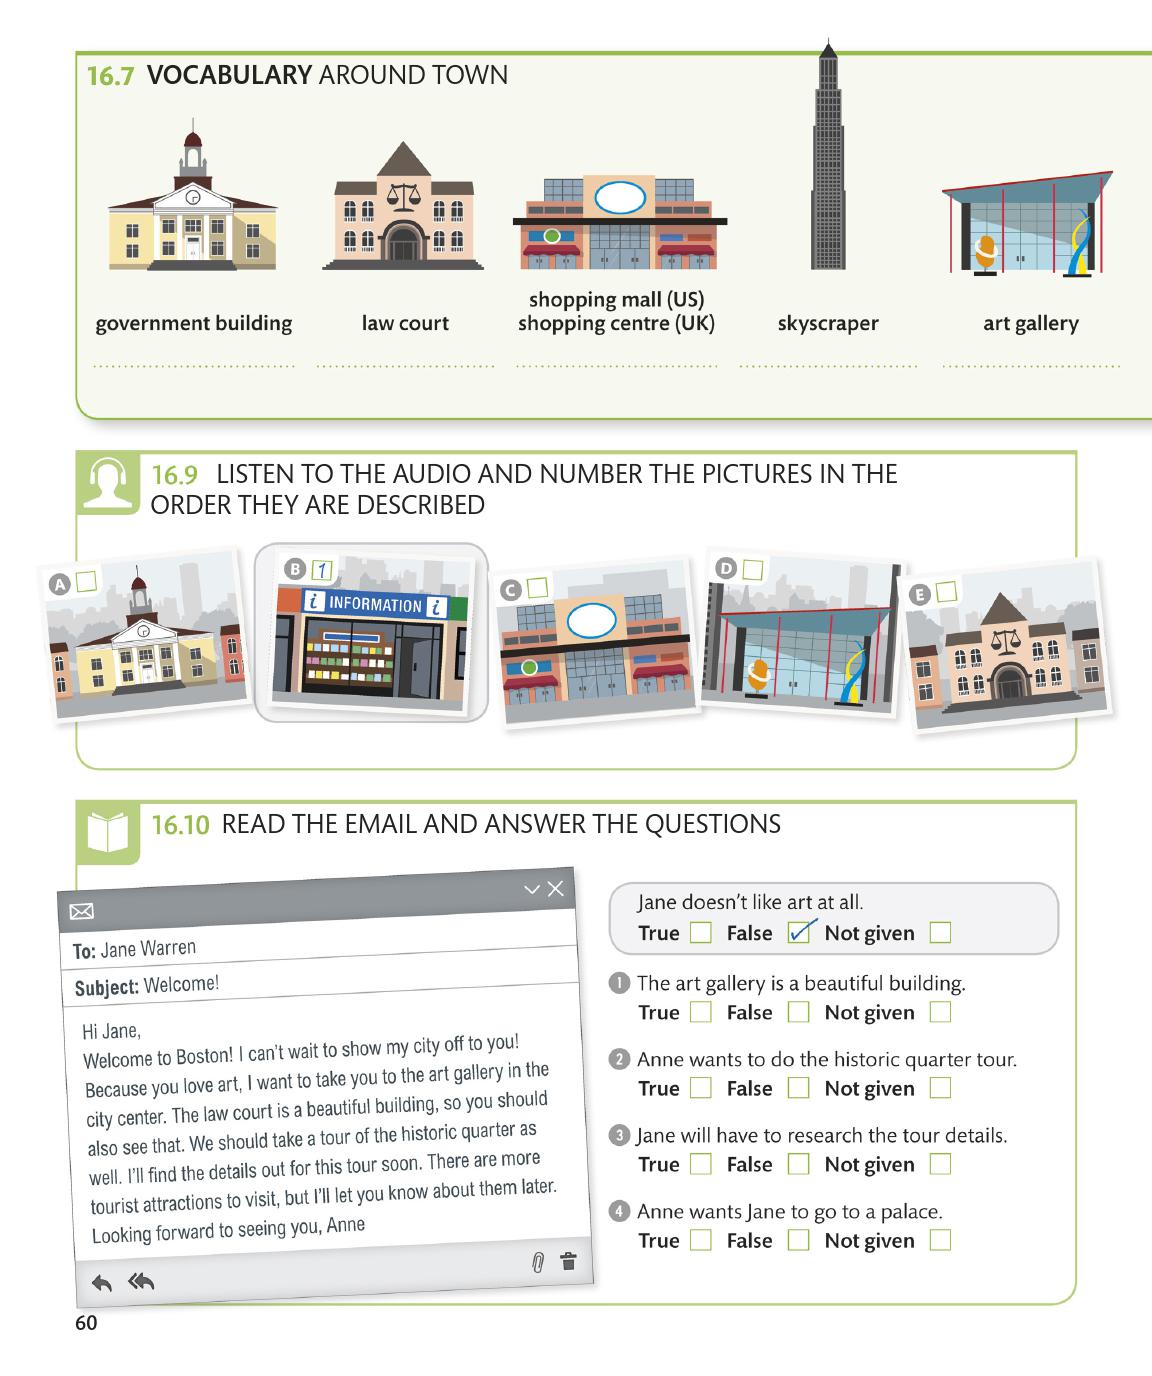 16.7 VOCABULARY AROUND TOWN
government building
law court
shopping mall (US)
shopping centre (UK)
skyscraper
art gallery
16.9 LISTEN TO THE AUDIO AND NUMBER THE PICTURES IN THE
ORDER THEY ARE DESCRIBED
A
B 1
i INFORMATION i
C
D
E
16.10 READ THE EMAIL AND ANSWER THE QUESTIONS
To: Jane Warren
Subject: Welcome!
Hi Jane,
Welcome to Boston! I can't wait to show my city off to you!
Because you love art, I want to take you to the art gallery in the
city center. The law court is a beautiful building, so you should
also see that. We should take a tour of the historic quarter as
well. I'll find the details out for this tour soon. There are more
tourist attractions to visit, but I'll let you know about them later.
Looking forward to seeing you, Anne
Jane doesn't like art at all.
True False Not given
1 The art gallery is a beautiful building.
True False Not given
2 Anne wants to do the historic quarter tour.
True False Not given
3 Jane will have to research the tour details.
True False Not given
4 Anne wants Jane to go to a palace.
True False Not given
60